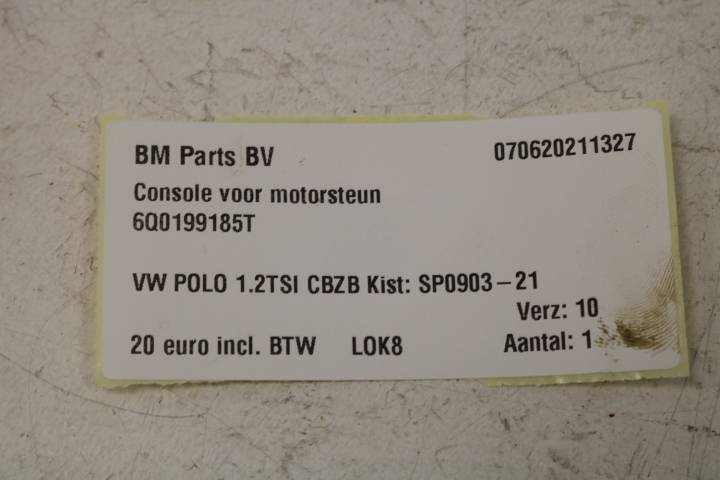 BM Parts BV 070620211327
Console voor motorsteun
6Q0199185T
VW POLO 1.2TSI CBZB Kist: SP0903-21
Verz: 10
20 euro incl. BTW LOK8 Aantal: 1